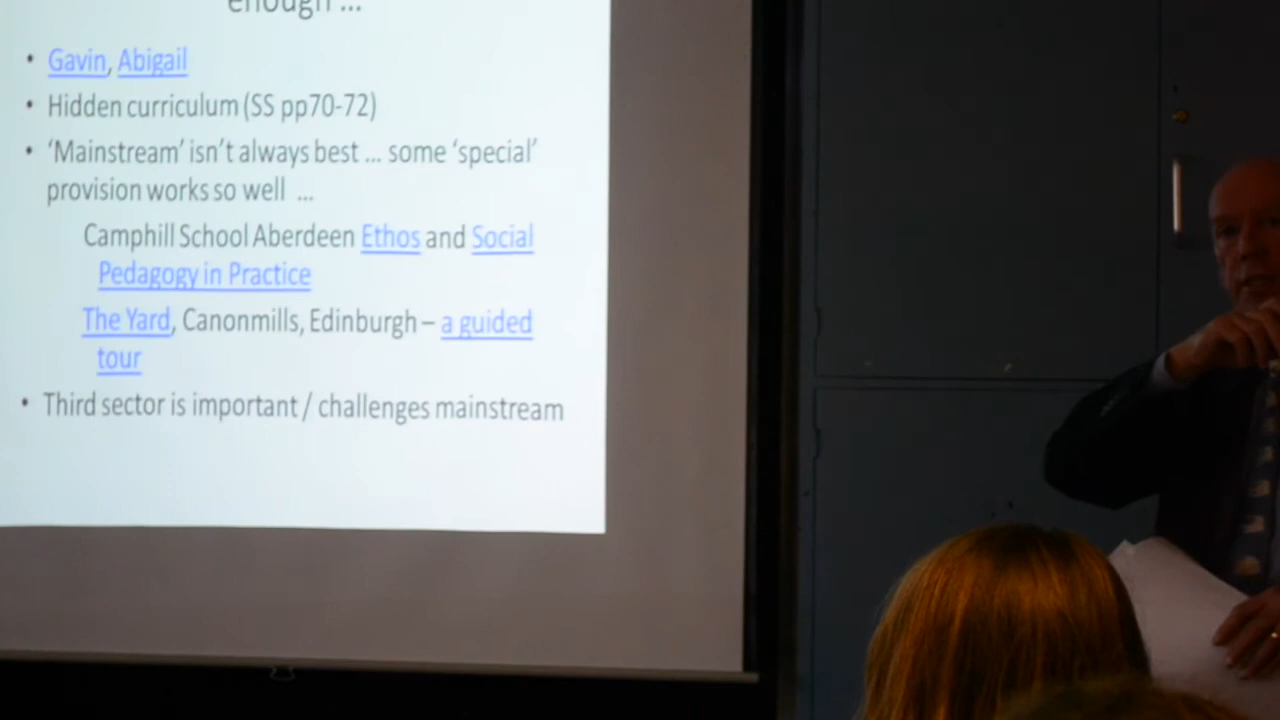 enough ...
• Gavin, Abigail
• Hidden curriculum (SS pp70-72)
• ‘Mainstream’ isn’t always best ... some ‘special’
provision works so well ...
Camphill School Aberdeen Ethos and Social
Pedagogy in Practice
The Yard, Canonmills, Edinburgh – a guided
tour
• Third sector is important / challenges mainstream